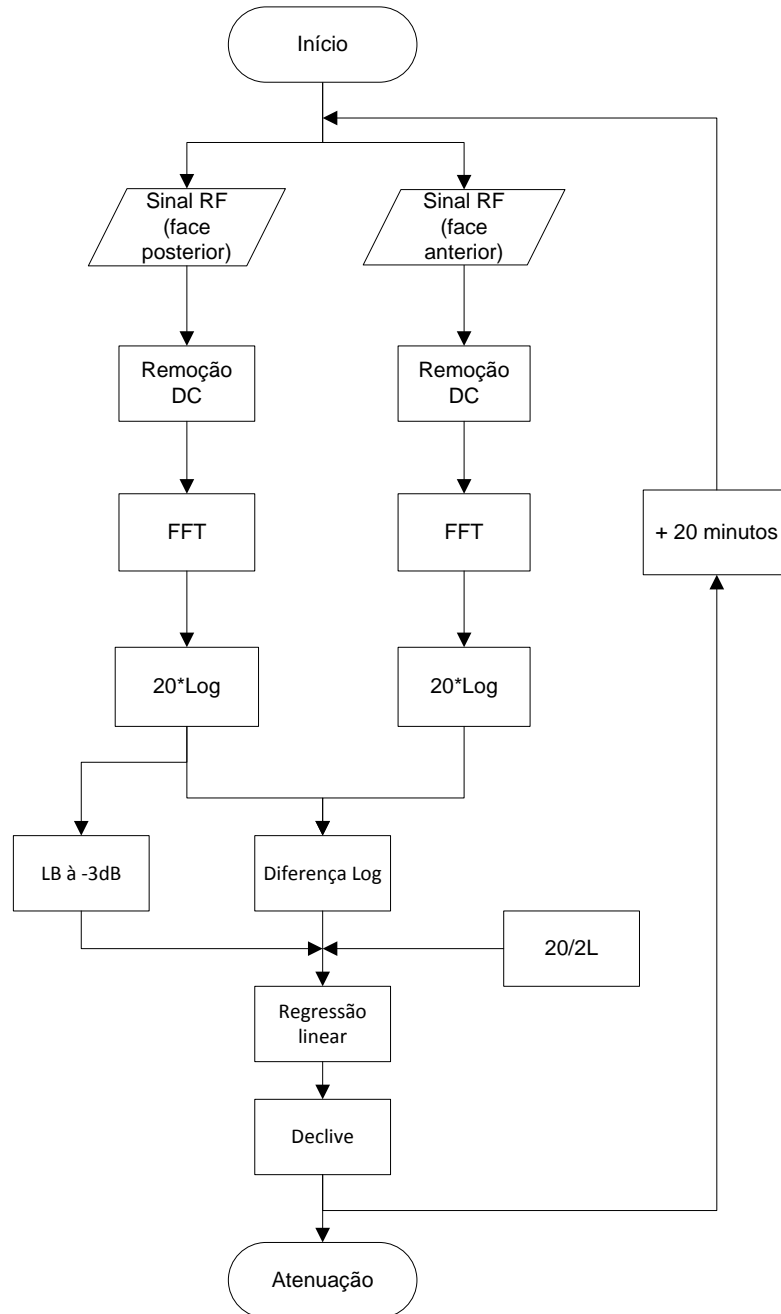 Início
Sinal RF
(face
posterior)
Sinal RF
(face
anterior)
Remoção
DC
Remoção
DC
FFT
FFT
+ 20 minutos
20*Log
20*Log
LB à -3dB
Diferença Log
20/2L
Regressão
linear
Declive
Atenuação